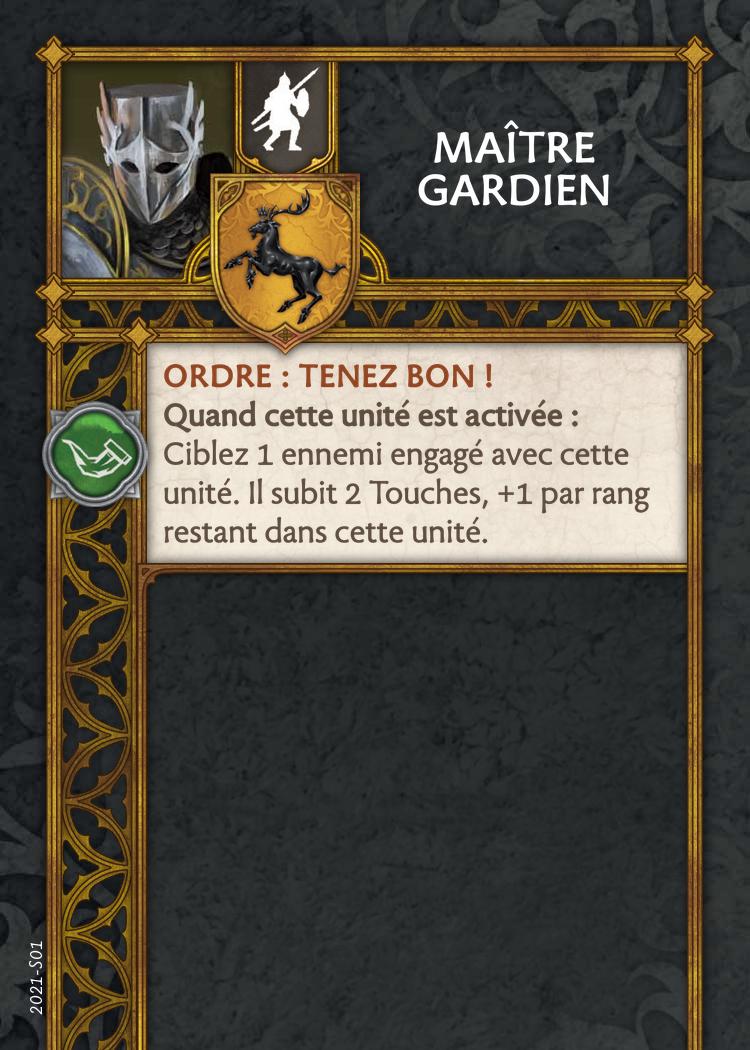 MAÎTRE
GARDIEN
ORDRE : TENEZ BON !
Quand cette unité est activée :
Ciblez 1 ennemi engagé avec cette
unité. Il subit 2 Touches, +1 par rang
restant dans cette unité.
2021-S01